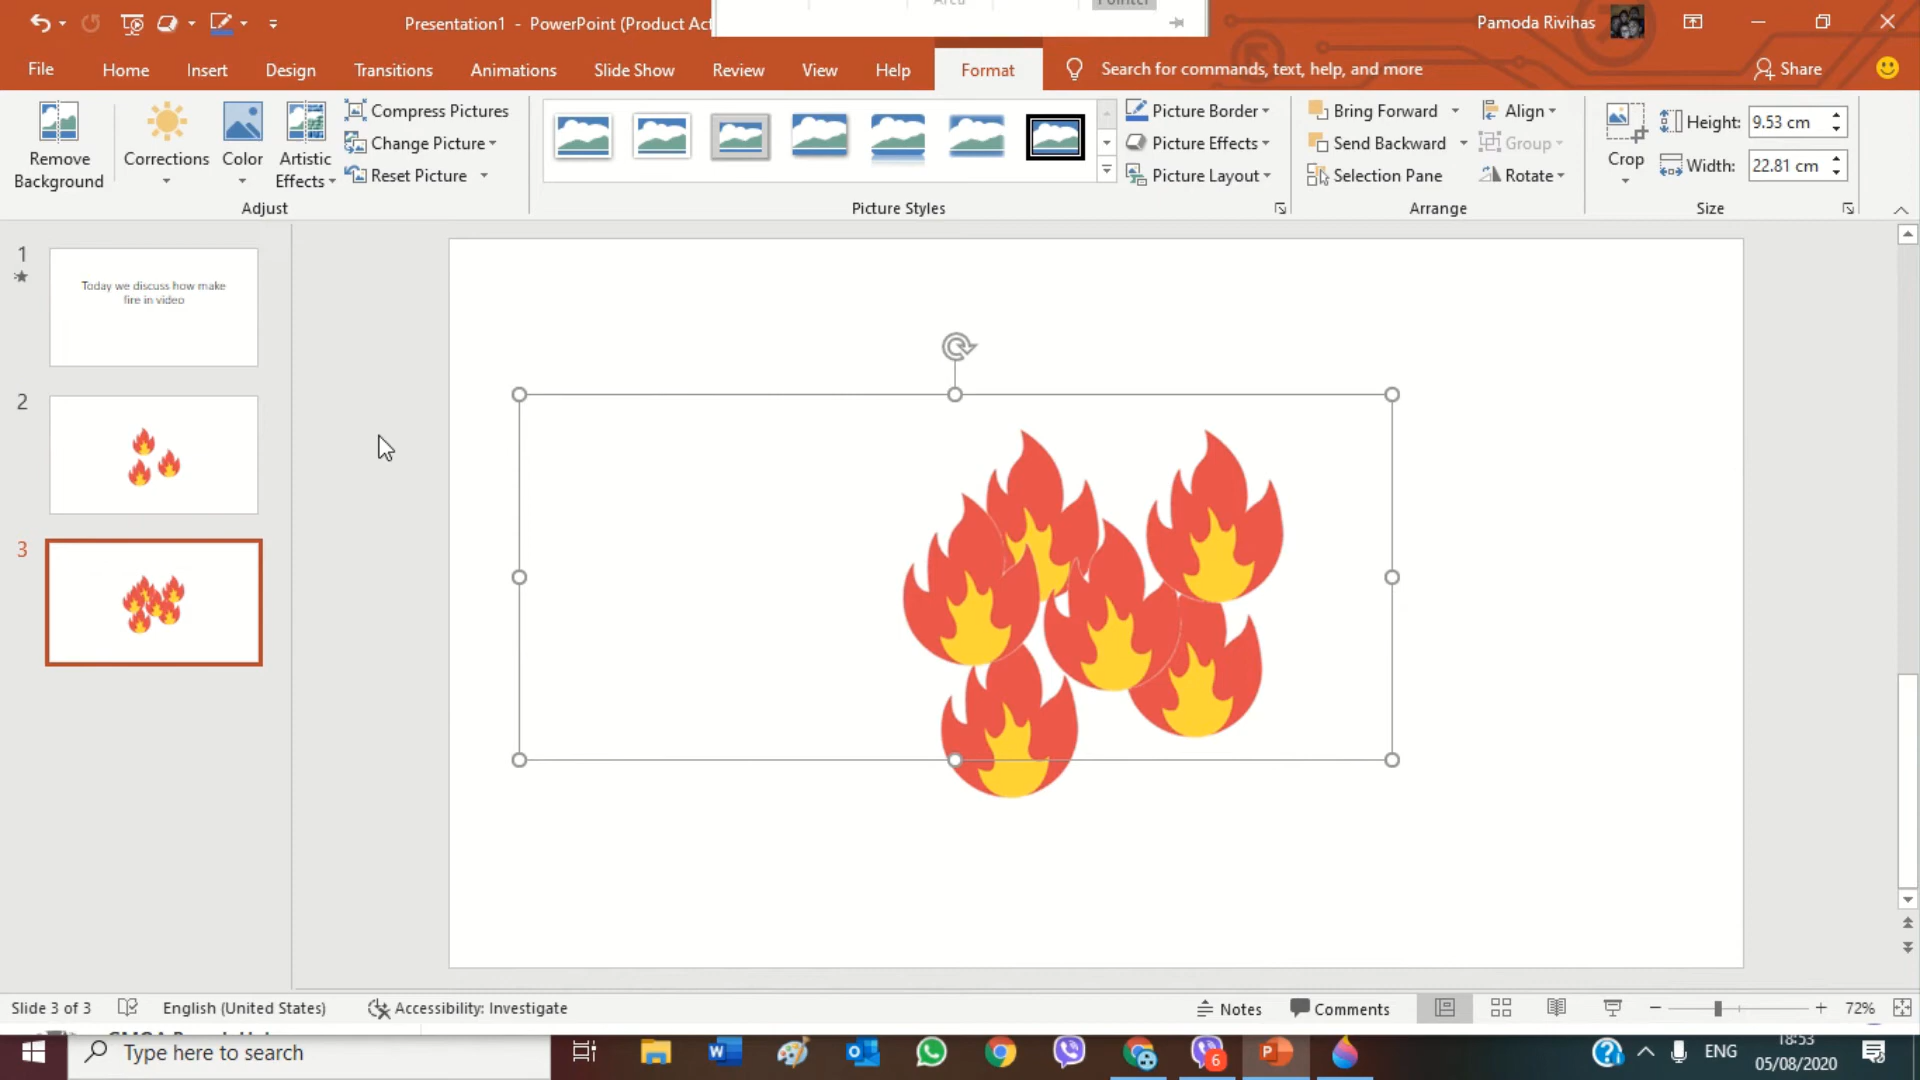 Presentation1 - PowerPoint (Product Act
Pamoda Rivihas
File Home Insert Design Transitions Animations Slide Show Review View Help Format Search for commands, text, help, and more Share
Remove Background
Corrections
Color
Artistic Effects
Compress Pictures
Change Picture
Reset Picture
Adjust
Picture Border
Picture Effects
Picture Layout
Picture Styles
Bring Forward
Send Backward
Selection Pane
Align
Group
Rotate
Arrange
Crop
Height: 9.53 cm
Width: 22.81 cm
Size
1
Today we discuss how make
fire in video
2
3
Slide 3 of 3 English (United States) Accessibility: Investigate Notes Comments 72%
Type here to search
6
ENG
18:53
05/08/2020